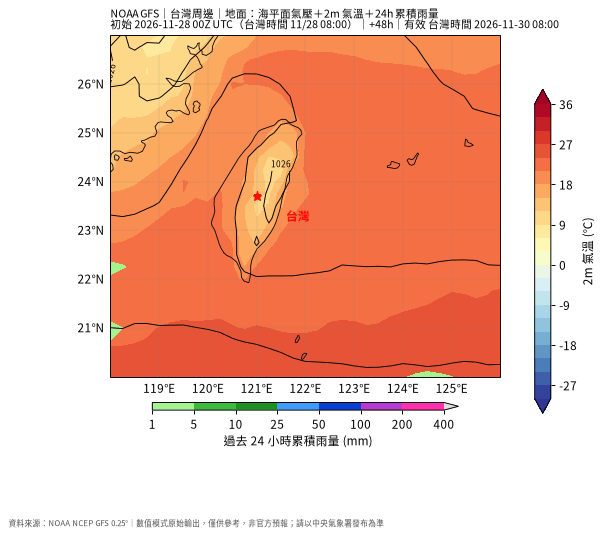 NOAA GFS｜台灣周邊｜地面：海平面氣壓＋2m 氣溫＋24h 累積雨量
初始 2026-11-28 00Z UTC（台灣時間 11/28 08:00）｜+48h｜有效 台灣時間 2026-11-30 08:00
26°N
25°N
24°N
23°N
22°N
21°N
1026
台灣
119°E 120°E 121°E 122°E 123°E 124°E 125°E
36
27
18
9
0
-9
-18
-27
2m 氣溫 (°C)
1 5 10 25 50 100 200 400
過去 24 小時累積雨量 (mm)
資料來源：NOAA NCEP GFS 0.25°｜數值模式原始輸出，僅供參考，非官方預報；請以中央氣象署發布為準